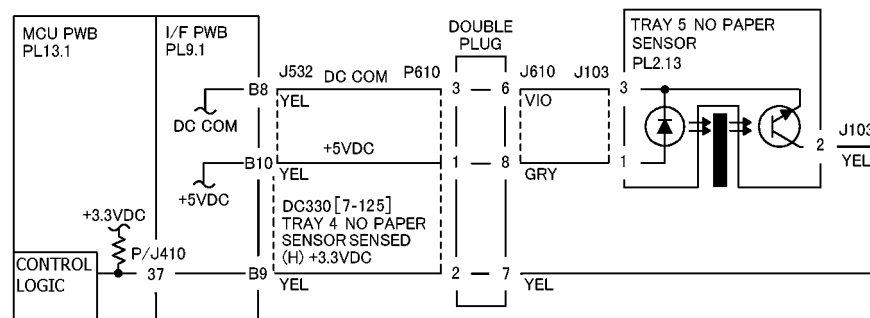 MCU PWB
PL13.1
I/F PWB
PL9.1
DOUBLE
PLUG
TRAY 5 NO PAPER
SENSOR
PL2.13
J532
DC COM
P610
J610
J103
B8
YEL
3
6
VIO
3
DC COM
+5VDC
B10
YEL
1
8
GRY
1
2
J103
YEL
+5VDC
DC330 [7-125]
TRAY 4 NO PAPER
SENSOR SENSED
(H) +3.3VDC
+3.3VDC
P/J410
CONTROL
LOGIC
37
B9
YEL
2
7
YEL